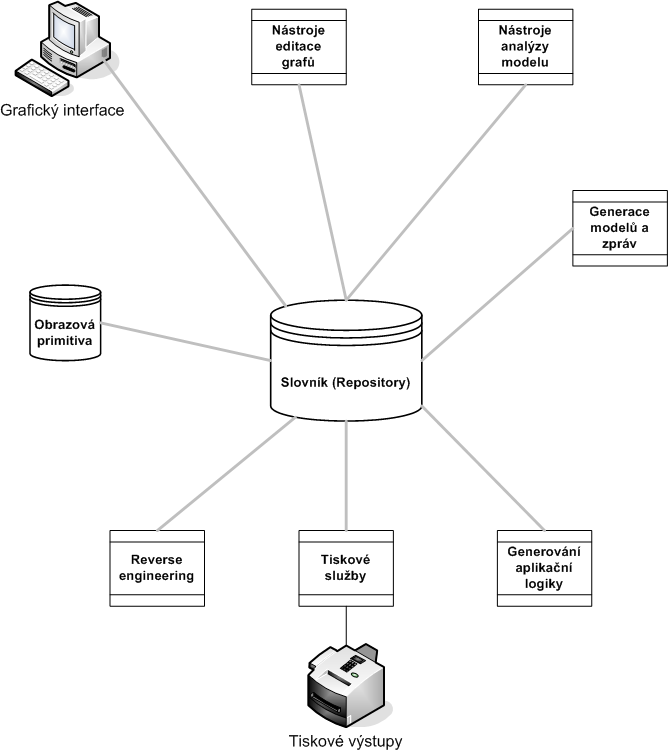 Nástroje
editace
grafů
Nástroje
analýzy
modelu
Grafický interface
Generace
modelů a
zpráv
Obrazová
primitiva
Slovník (Repository)
Reverse
engineering
Tiskové
služby
Generování
aplikační
logiky
Tiskové výstupy